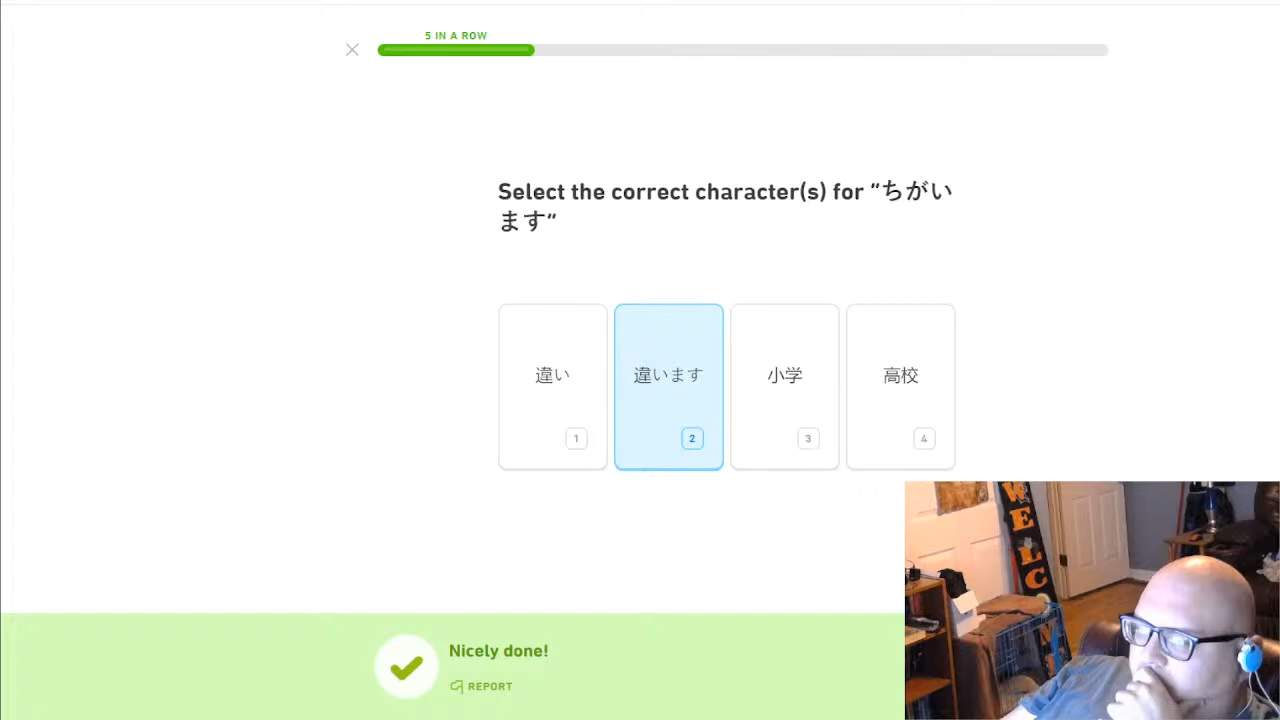 5 IN A ROW
Select the correct character(s) for “ちがい
ます”
違い
違います
小学
高校
1
2
3
4
Nicely done!
REPORT
WELC